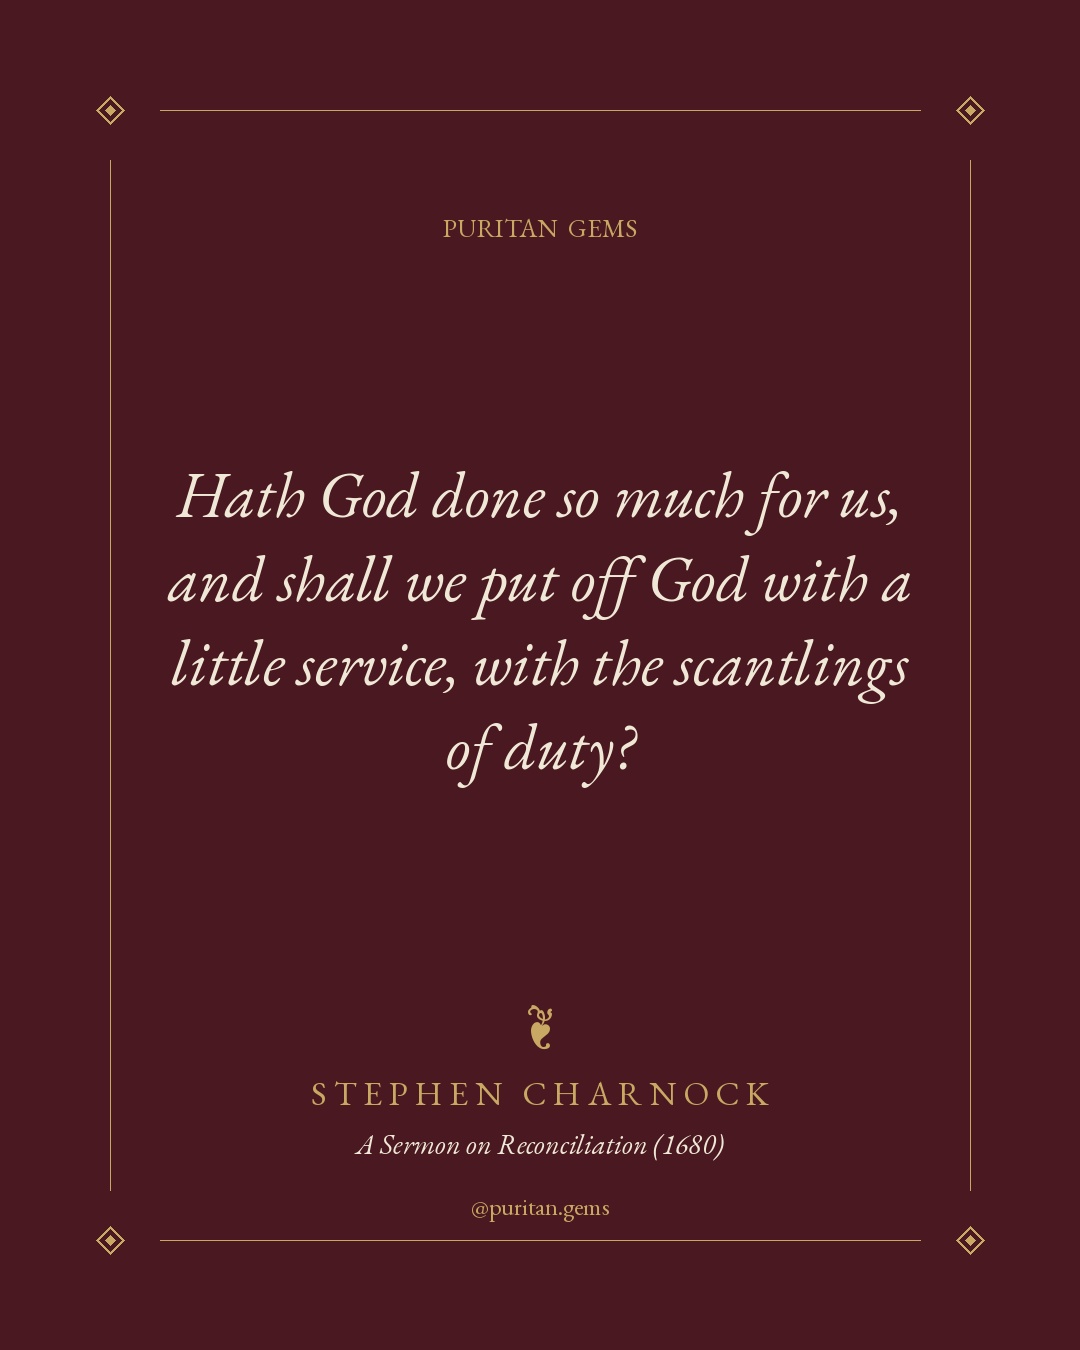 PURITAN GEMS
Hath God done so much for us,
and shall we put off God with a
little service, with the scantlings
of duty?
STEPHEN CHARNOCK
A Sermon on Reconciliation (1680)
@puritan.gems